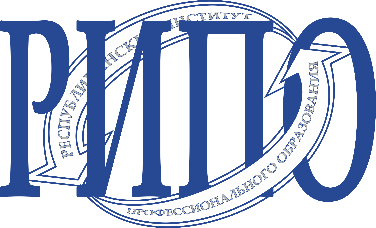 РИПО
РЕСПУБЛИКАНСКИЙ ИНСТИТУТ
ПРОФЕССИОНАЛЬНОГО ОБРАЗОВАНИЯ